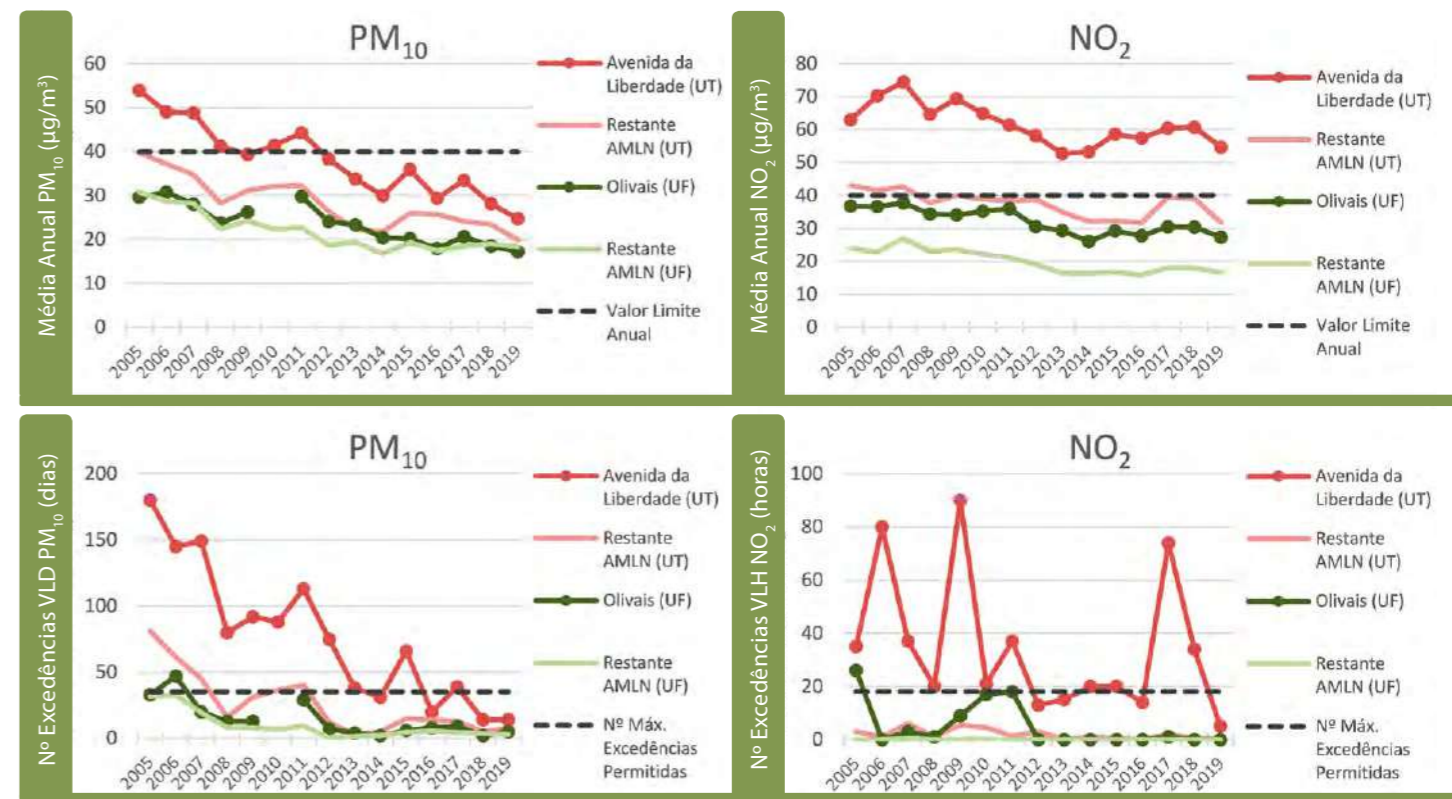 Média Anual PM10 (µg/m³)
PM10
60
50
40
30
20
10
0
2005
2006
2007
2008
2009
2010
2011
2012
2013
2014
2015
2016
2017
2018
2019
Avenida da
Liberdade (UT)
Restante
AMLN (UT)
Olivais (UF)
Restante
AMLN (UF)
Valor Limite
Anual
Média Anual NO2 (µg/m³)
NO2
80
70
60
50
40
30
20
10
0
2005
2006
2007
2008
2009
2010
2011
2012
2013
2014
2015
2016
2017
2018
2019
Avenida da
Liberdade (UT)
Restante
AMLN (UT)
Olivais (UF)
Restante
AMLN (UF)
Valor Limite
Anual
Nº Excedências VLD PM10 (dias)
PM10
200
150
100
50
0
2005
2006
2007
2008
2009
2010
2011
2012
2013
2014
2015
2016
2017
2018
2019
Avenida da
Liberdade (UT)
Restante
AMLN (UT)
Olivais (UF)
Restante
AMLN (UF)
Nº Máx.
Excedências
Permitidas
Nº Excedências VLH NO2 (horas)
NO2
100
80
60
40
20
0
2005
2006
2007
2008
2009
2010
2011
2012
2013
2014
2015
2016
2017
2018
2019
Avenida da
Liberdade (UT)
Restante
AMLN (UT)
Olivais (UF)
Restante
AMLN (UF)
Nº Máx.
Excedências
Permitidas